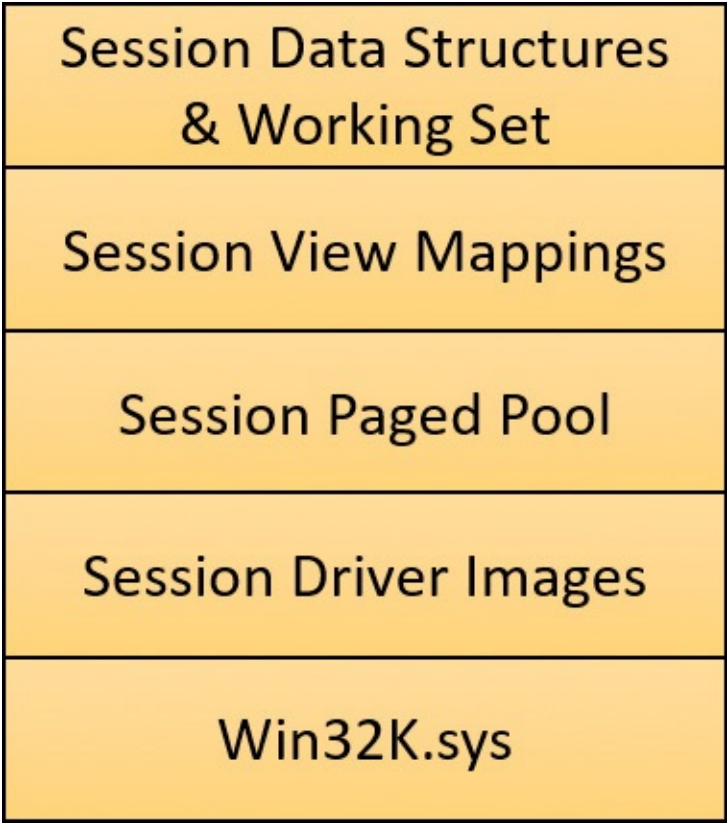 Session Data Structures
& Working Set
Session View Mappings
Session Paged Pool
Session Driver Images
Win32K.sys